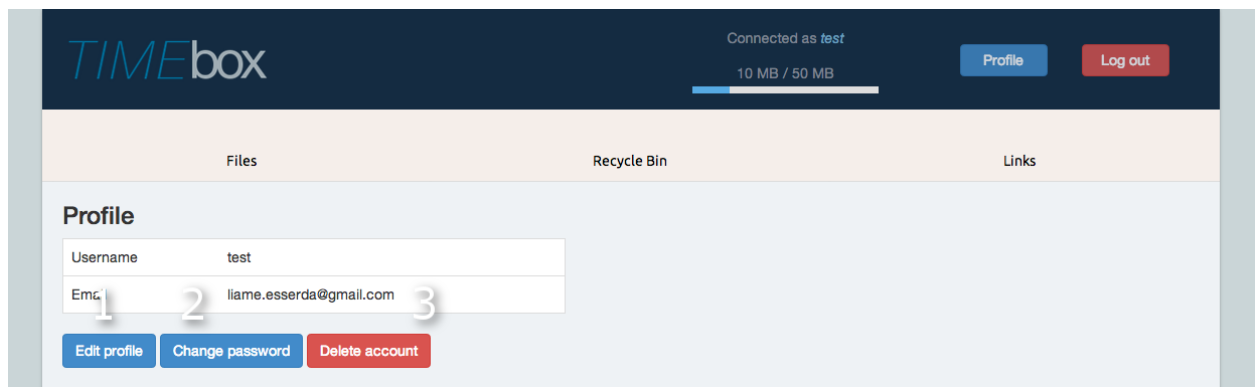 Connected as test
TIMEbox
Profile
Log out
10 MB / 50 MB
Files Recycle Bin Links
Profile
Username test
Email liame.esserda@gmail.com
1 2 3
Edit profile Change password Delete account